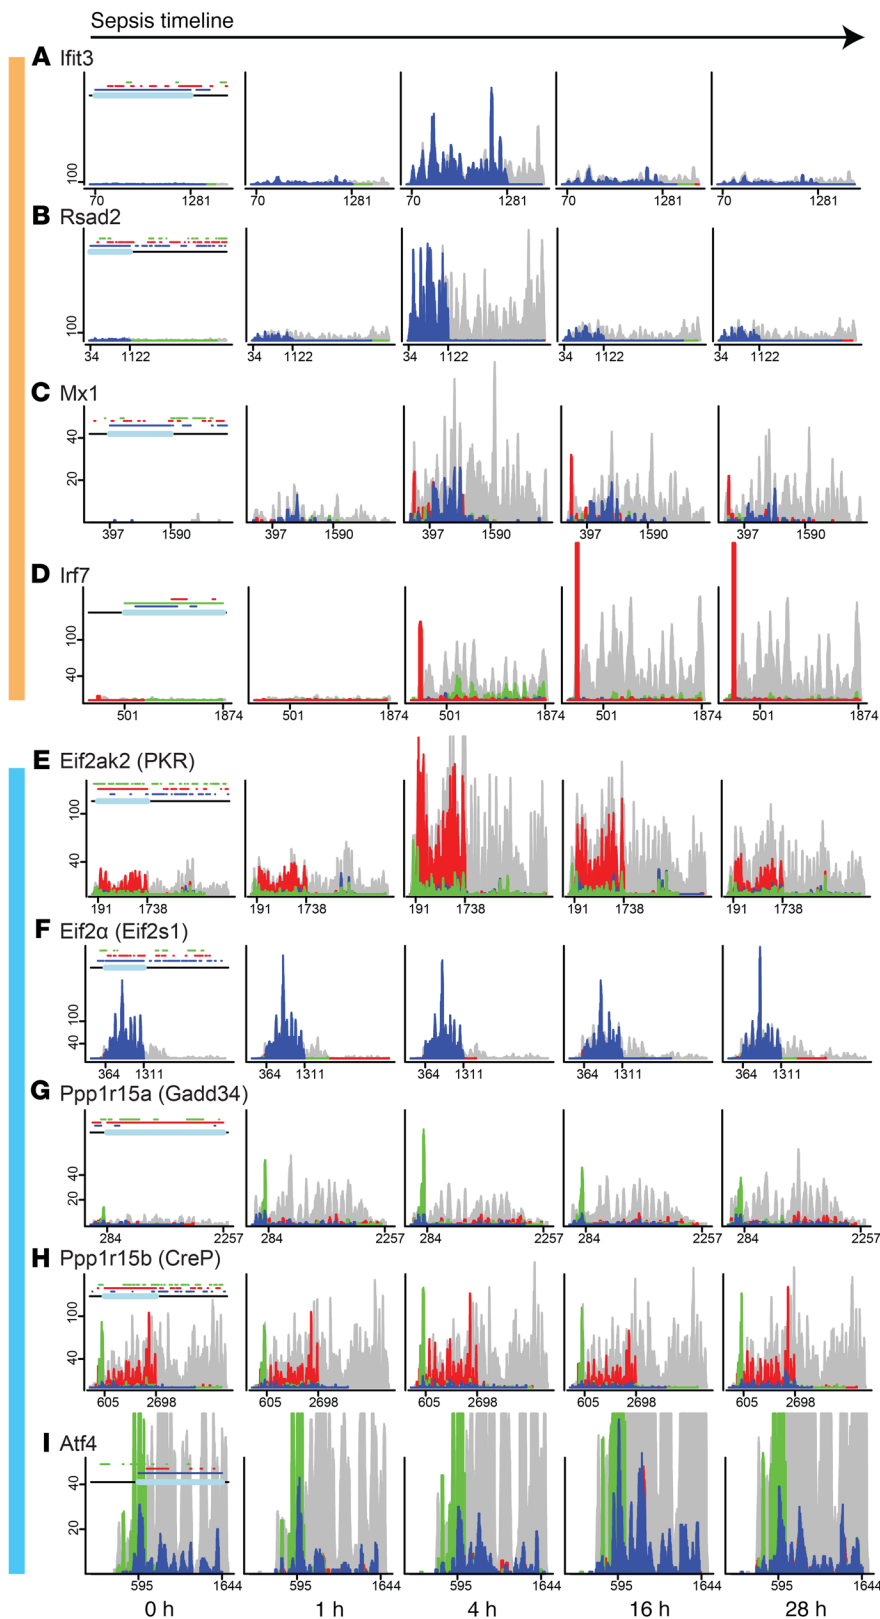 Sepsis timeline
A Ifit3
100
70 1281 70 1281 70 1281 70 1281 70 1281
B Rsad2
100
34 1122 34 1122 34 1122 34 1122 34 1122
C Mx1
40
20
397 1590 397 1590 397 1590 397 1590 397 1590
D Irf7
100
40
501 1874 501 1874 501 1874 501 1874 501 1874
E Eif2ak2 (PKR)
100
40
191 1738 191 1738 191 1738 191 1738 191 1738
F Eif2α (Eif2s1)
100
40
364 1311 364 1311 364 1311 364 1311 364 1311
G Ppp1r15a (Gadd34)
40
20
284 2257 284 2257 284 2257 284 2257 284 2257
H Ppp1r15b (CreP)
100
40
605 2698 605 2698 605 2698 605 2698 605 2698
I Atf4
40
20
595 1644 595 1644 595 1644 595 1644 595 1644
0 h 1 h 4 h 16 h 28 h